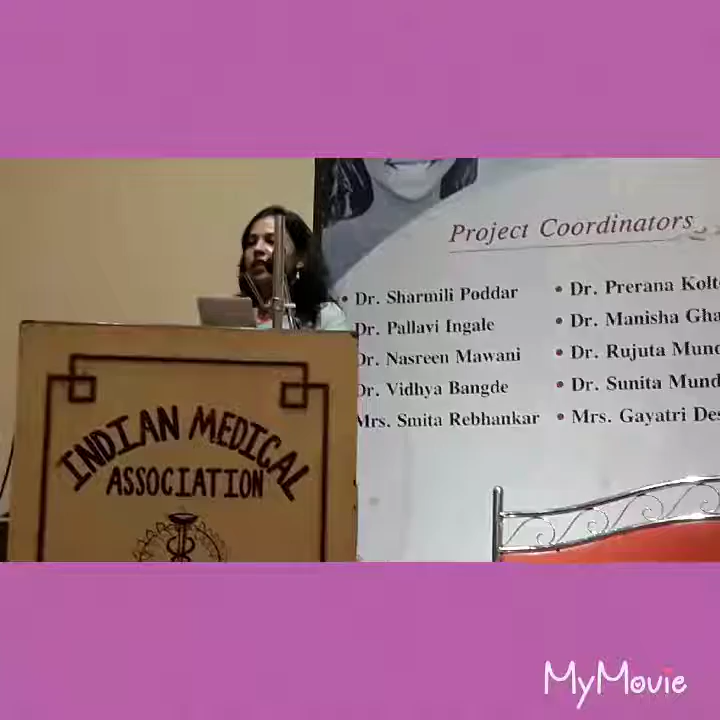 Project Coordinators
• Dr. Sharmili Poddar
Dr. Pallavi Ingale
Dr. Nasreen Mawani
Dr. Vidhya Bangde
Mrs. Smita Rebhankar
• Dr. Prerana
• Dr. Manisha
• Dr. Rujuta
• Dr. Sunita
• Mrs. Gayatri
INDIAN MEDICAL
ASSOCIATION
MyMovie